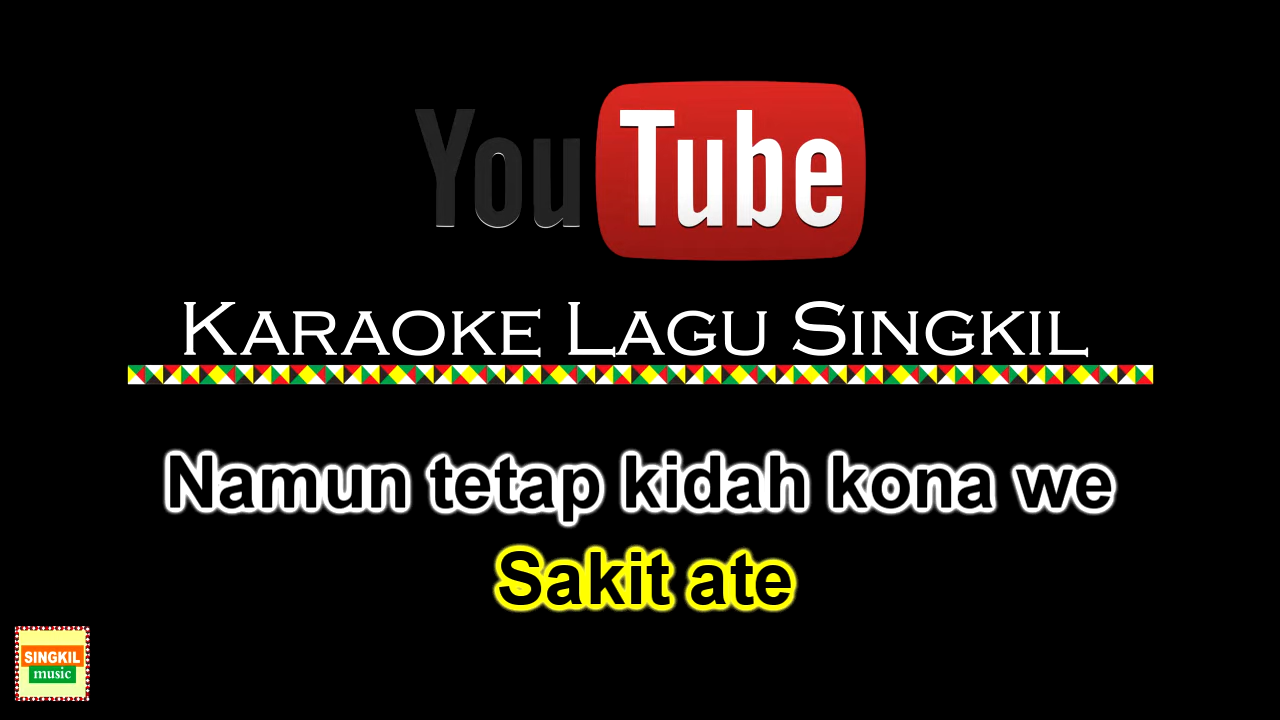 YouTube
KARAOKE LAGU SINGKIL
Namun tetap kidah kona we
Sakit ate
SINGKIL
music